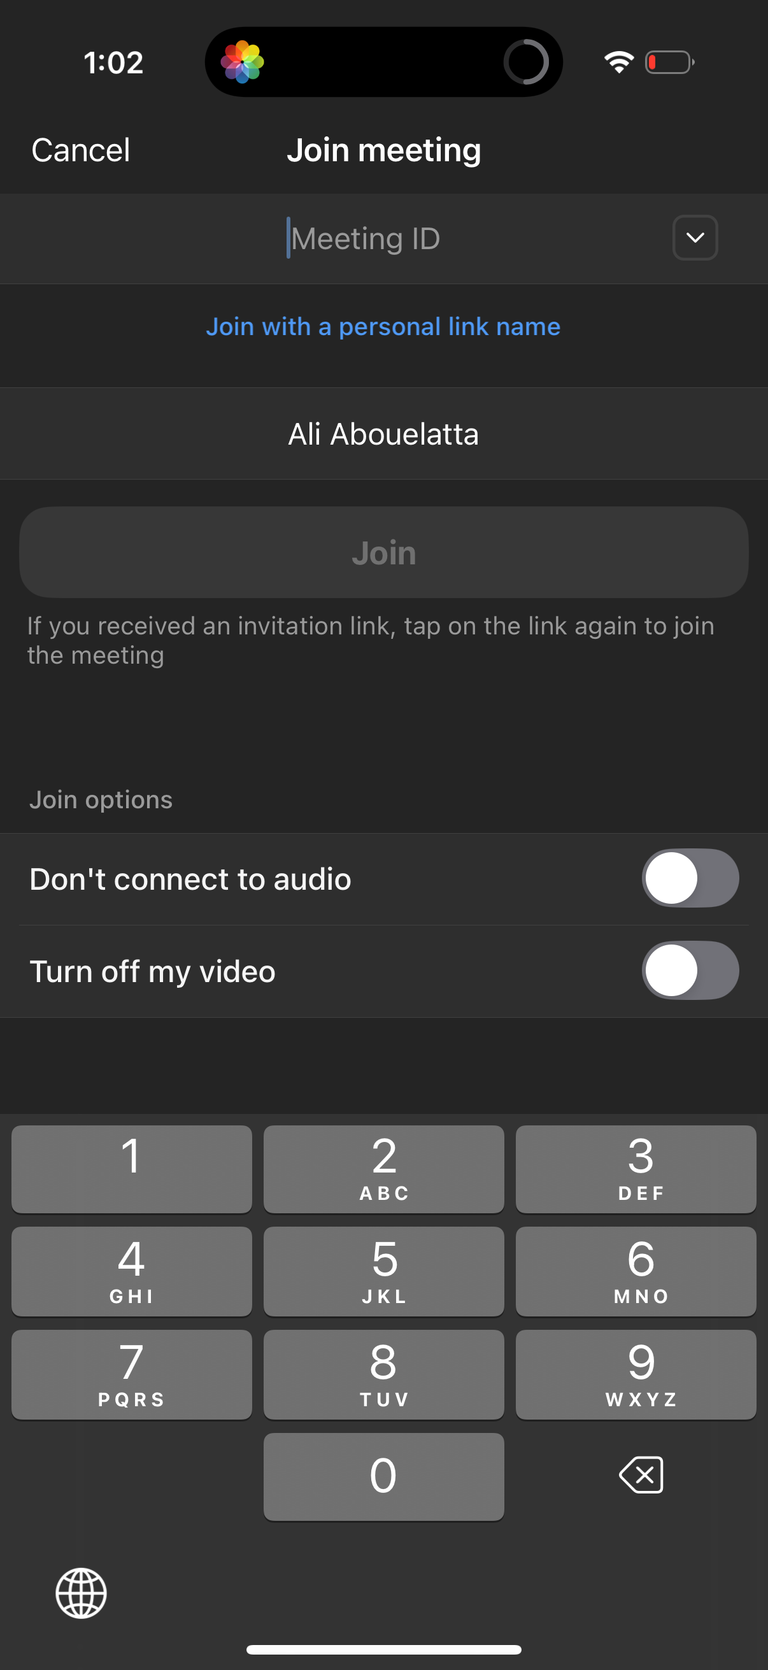 1:02
Cancel
Join meeting
Meeting ID
Join with a personal link name
Ali Abouelatta
Join
If you received an invitation link, tap on the link again to join
the meeting
Join options
Don't connect to audio
Turn off my video
1
2
ABC
3
DEF
4
GHI
5
JKL
6
MNO
7
PQRS
8
TUV
9
WXYZ
0